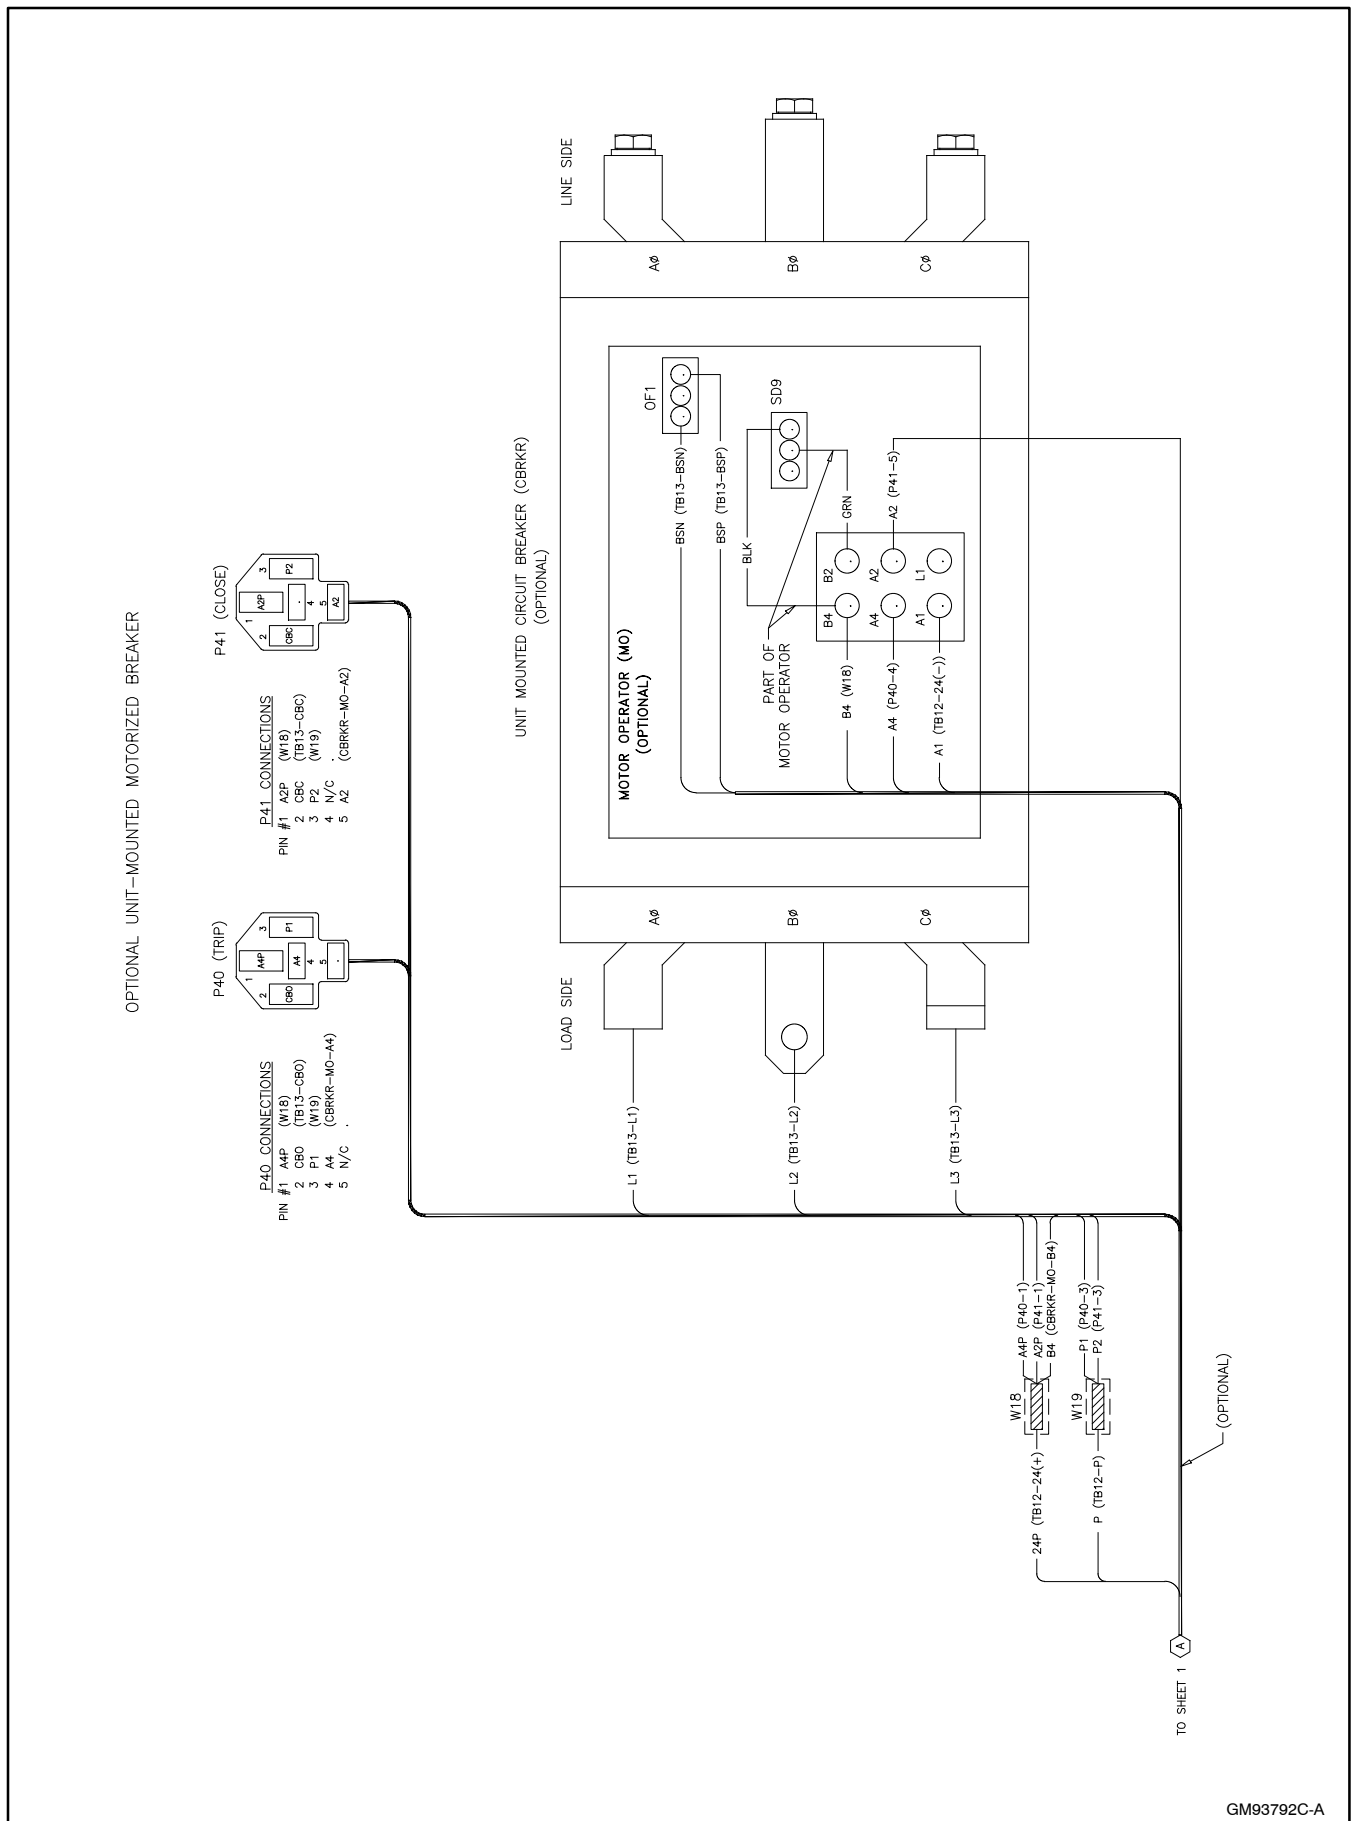 OPTIONAL UNIT-MOUNTED MOTORIZED BREAKER
P40 (TRIP)
1
2
3
4
5
A4P
CBO
P1
A4
.
P40 CONNECTIONS
PIN #1 A4P (W18)
2 CBO (TB13-CBO)
3 P1 (W19)
4 A4 (CBRKR-MO-A4)
5 N/C .
P41 (CLOSE)
1
2
3
4
5
A2P
CBC
P2
.
A2
P41 CONNECTIONS
PIN #1 A2P (W18)
2 CBC (TB13-CBC)
3 P2 (W19)
4 N/C .
5 A2 (CBRKR-MO-A2)
UNIT MOUNTED CIRCUIT BREAKER (CBRKR)
(OPTIONAL)
LOAD SIDE
LINE SIDE
AØ
BØ
CØ
AØ
BØ
CØ
MOTOR OPERATOR (MO)
(OPTIONAL)
OF1
SD9
BSN (TB13-BSN)
BSP (TB13-BSP)
BLK
GRN
PART OF
MOTOR OPERATOR
B4 (W18)
A4 (P40-4)
A1 (TB12-24(-))
A2 (P41-5)
B4
B2
A4
A2
A1
L1
L1 (TB13-L1)
L2 (TB13-L2)
L3 (TB13-L3)
W18
A4P (P40-1)
A2P (P41-1)
B4 (CBRKR-MO-B4)
24P (TB12-24(+)
W19
P1 (P40-3)
P2 (P41-3)
P (TB12-P)
(OPTIONAL)
TO SHEET 1 A
GM93792C-A